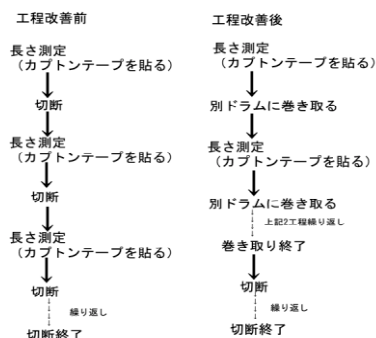 工程改善前
長さ測定
（カプトンテープを貼る）
切断
長さ測定
（カプトンテープを貼る）
切断
長さ測定
（カプトンテープを貼る）
切断
繰り返し
切断終了
工程改善後
長さ測定
（カプトンテープを貼る）
別ドラムに巻き取る
長さ測定
（カプトンテープを貼る）
別ドラムに巻き取る
上記2工程繰り返し
巻き取り終了
切断
繰り返し
切断終了